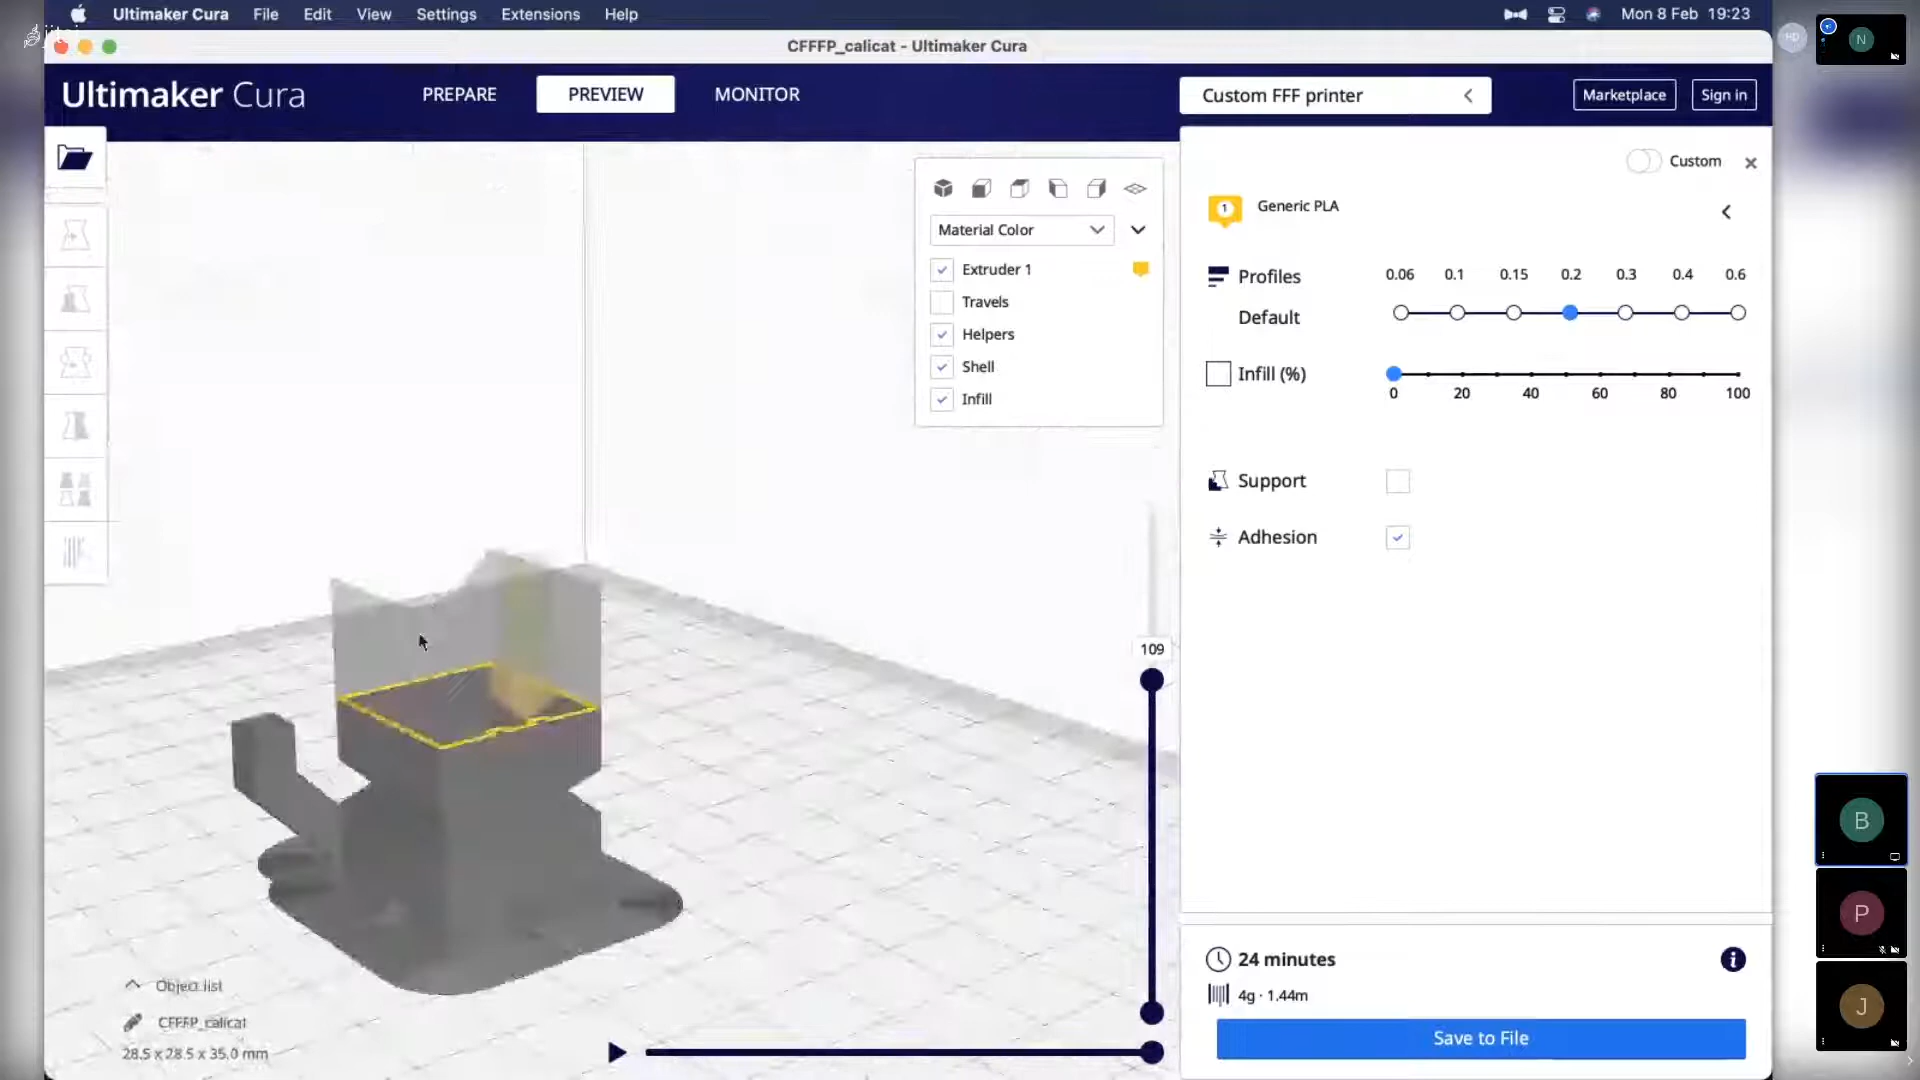 Ultimaker Cura File Edit View Settings Extensions Help
Mon 8 Feb 19:23
CFFFP_calicat - Ultimaker Cura
Ultimaker Cura
PREPARE PREVIEW MONITOR
Custom FFF printer
Marketplace Sign in
HD
N
Custom
1 Generic PLA
Material Color
Extruder 1
Travels
Helpers
Shell
Infill
Profiles 0.06 0.1 0.15 0.2 0.3 0.4 0.6
Default
Infill (%)
0 20 40 60 80 100
Support
Adhesion
109
B
P
J
Object list
CFFFP_calicat
28.5 x 28.5 x 35.0 mm
24 minutes
4g · 1.44m
Save to File